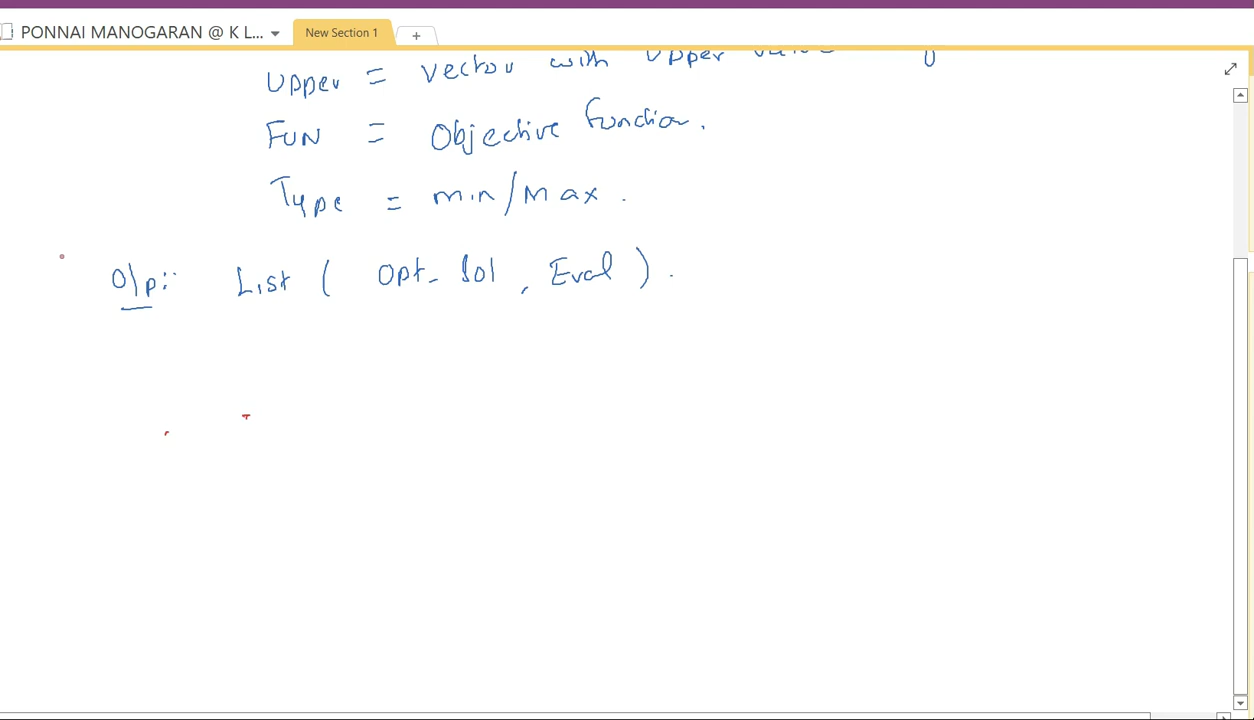 PONNAI MANOGARAN @ K L... New Section 1 +
Upper = vector with Upper
FUN = Objective function.
Type = min/Max.
O/p:: List ( Opt_Sol, Eval ).